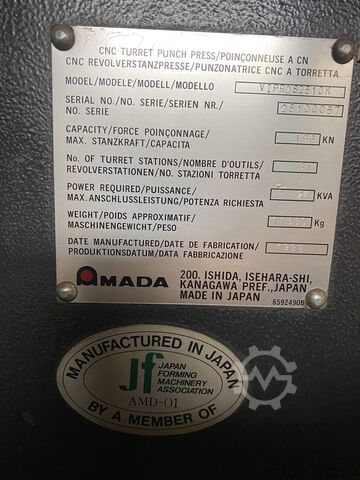 CNC TURRET PUNCH PRESS/POINÇONEUSE A CN
CNC REVOLVERSTANZPRESSE/PUNZONATRICE CNC A TORRETTA
MODEL/MODELE/MODELL/MODELLO
SERIAL NO./NO. SERIE/SERIEN NR./
NO. SERIE
CAPACITY/FORCE POINÇONNAGE/ KN
MAX. STANZKRAFT/CAPACITA
No. OF TURRET STATIONS/NOMBRE D'OUTILS/
REVOLVERSTATIONEN/NO. STAZIONI TORRETTA
POWER REQUIRED/PUISSANCE/ KVA
MAX. ANSCHLUSSLEISTUNG/POTENZA RICHIESTA
WEIGHT/POIDS APPROXIMATIF/ Kg
MASCHINENGEWICHT/PESO
DATE MANUFACTURED/DATE DE FABRICATION/
PRODUKTIONSDATUM/DATA FABBRICAZIONE
AMADA
200. ISHIDA, ISEHARA-SHI,
KANAGAWA PREF., JAPAN
MADE IN JAPAN
6592490B
MANUFACTURED IN JAPAN
Jf
JAPAN
FORMING
MACHINERY
ASSOCIATION
AMD-01
BY A MEMBER OF